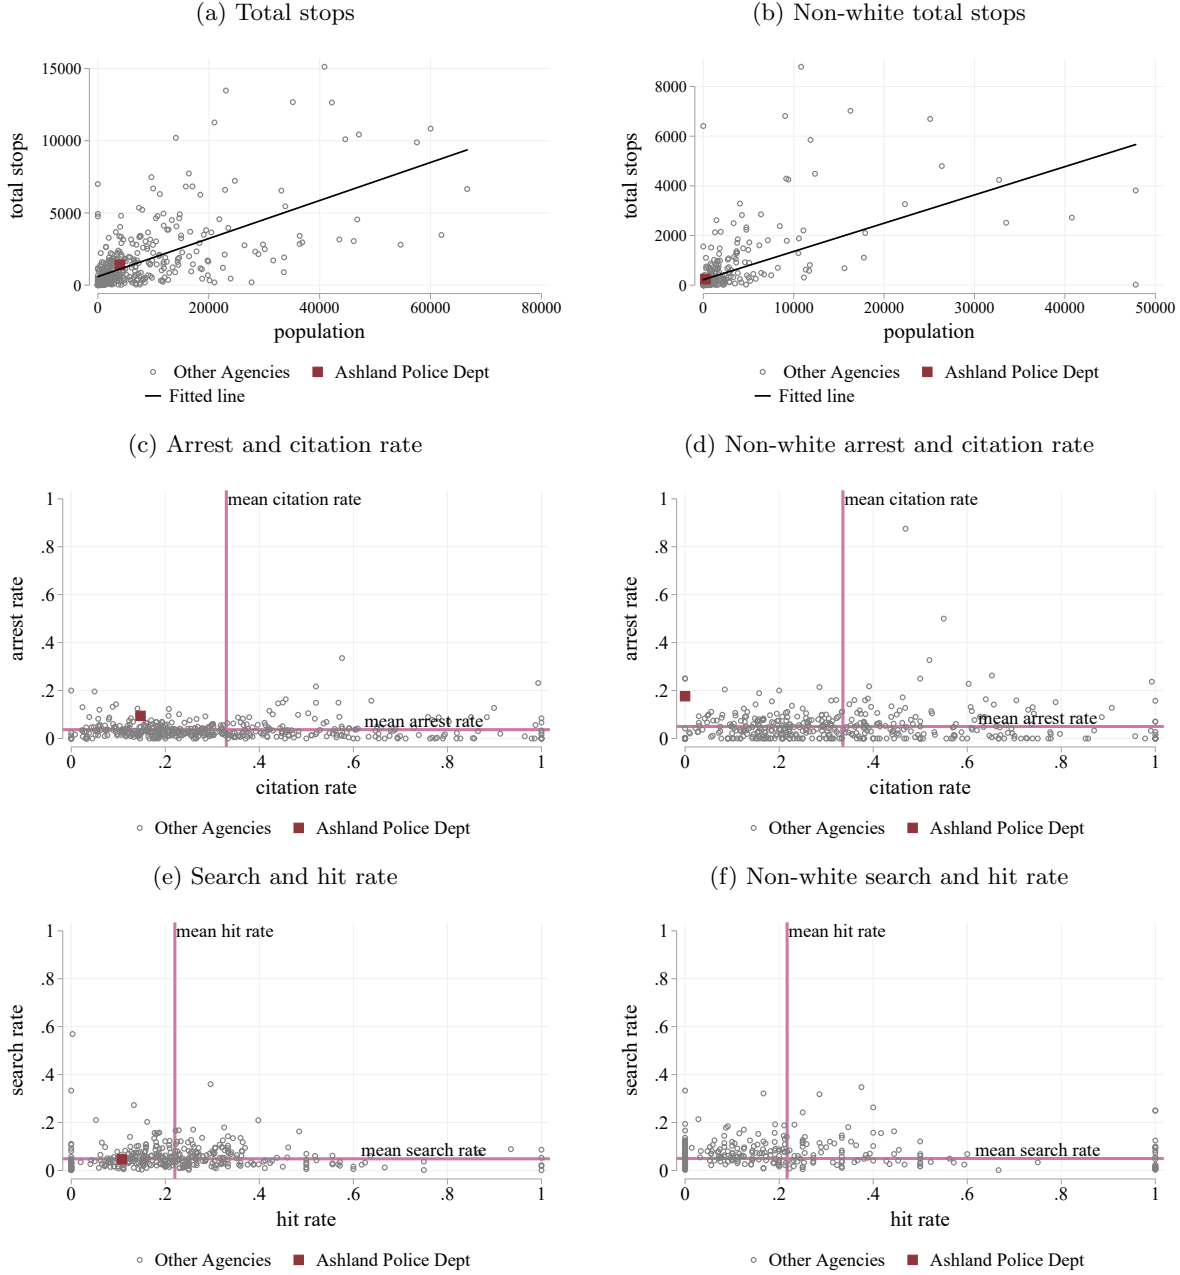 (a) Total stops
(b) Non-white total stops
15000
10000
5000
0
total stops
0 20000 40000 60000 80000
population
Other Agencies Ashland Police Dept
Fitted line
8000
6000
4000
2000
0
total stops
0 10000 20000 30000 40000 50000
population
Other Agencies Ashland Police Dept
Fitted line
(c) Arrest and citation rate
(d) Non-white arrest and citation rate
mean citation rate
1
.8
.6
.4
.2
0
arrest rate
mean arrest rate
0 .2 .4 .6 .8 1
citation rate
Other Agencies Ashland Police Dept
mean citation rate
1
.8
.6
.4
.2
0
arrest rate
mean arrest rate
0 .2 .4 .6 .8 1
citation rate
Other Agencies Ashland Police Dept
(e) Search and hit rate
(f) Non-white search and hit rate
mean hit rate
1
.8
.6
.4
.2
0
search rate
mean search rate
0 .2 .4 .6 .8 1
hit rate
Other Agencies Ashland Police Dept
mean hit rate
1
.8
.6
.4
.2
0
search rate
mean search rate
0 .2 .4 .6 .8 1
hit rate
Other Agencies Ashland Police Dept